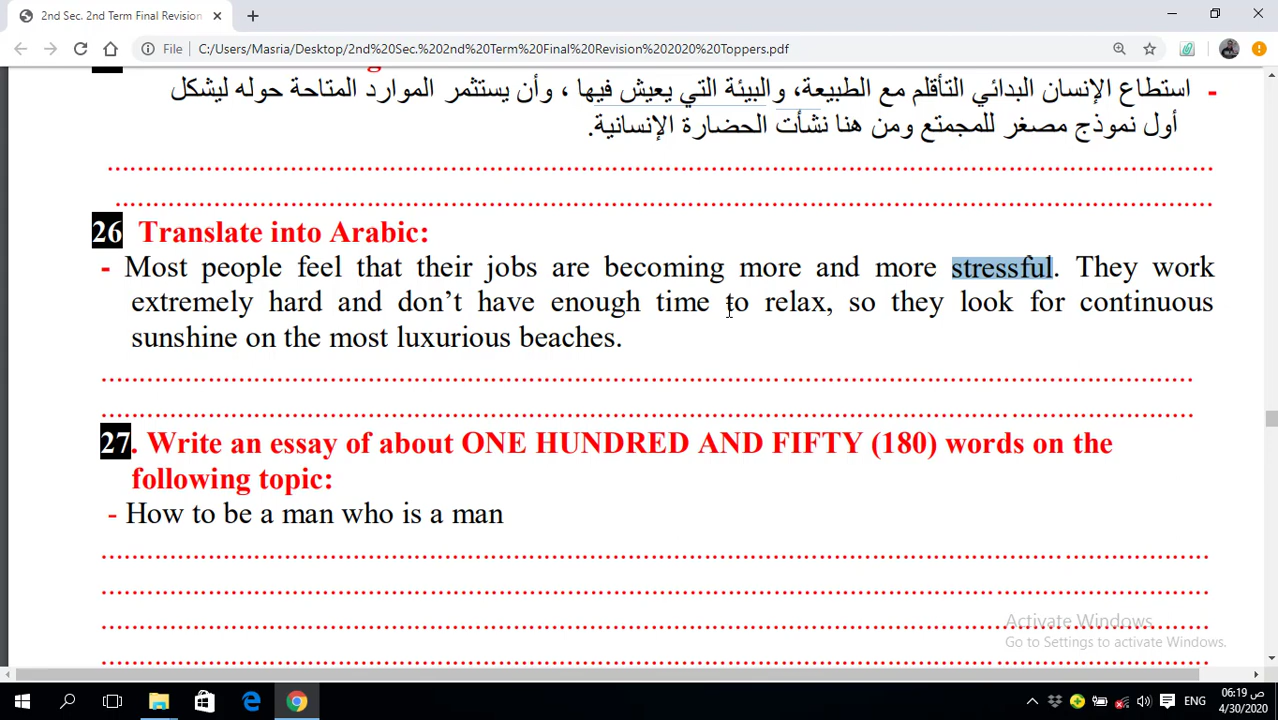 2nd Sec. 2nd Term Final Revision
File C:/Users/Masria/Desktop/2nd%20Sec.%202nd%20Term%20Final%20Revision%202020%20Toppers.pdf
- استطاع الإنسان البدائي التأقلم مع الطبيعة، والبيئة التي يعيش فيها ، وأن يستثمر الموارد المتاحة حوله ليشكل
أول نموذج مصغر للمجمتع ومن هنا نشأت الحضارة الإنسانية.
26 Translate into Arabic:
- Most people feel that their jobs are becoming more and more stressful. They work
extremely hard and don’t have enough time to relax, so they look for continuous
sunshine on the most luxurious beaches.
27. Write an essay of about ONE HUNDRED AND FIFTY (180) words on the
following topic:
- How to be a man who is a man
Activate Windows
Go to Settings to activate Windows.
ENG
06:19 ص
4/30/2020